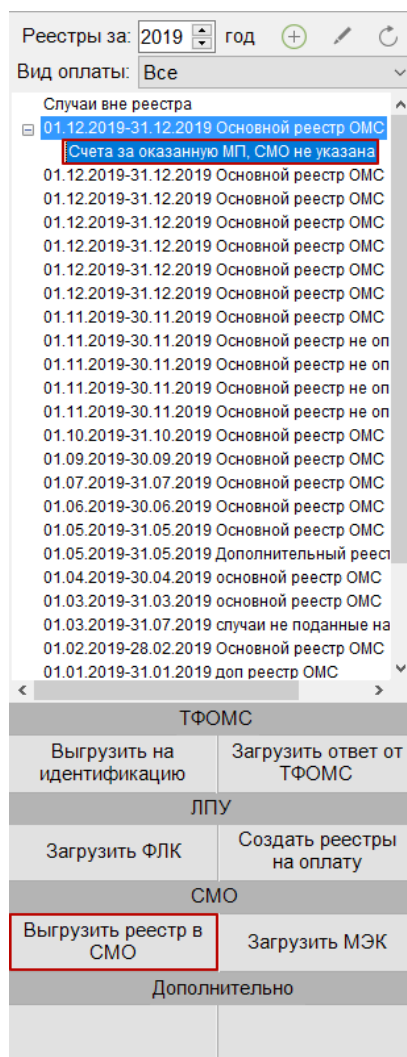 Реестры за: 2019 год
Вид оплаты: Все
Случаи вне реестра
01.12.2019-31.12.2019 Основной реестр ОМС
Счета за оказанную МП, СМО не указана
01.12.2019-31.12.2019 Основной реестр ОМС
01.12.2019-31.12.2019 Основной реестр ОМС
01.12.2019-31.12.2019 Основной реестр ОМС
01.12.2019-31.12.2019 Основной реестр ОМС
01.12.2019-31.12.2019 Основной реестр ОМС
01.12.2019-31.12.2019 Основной реестр ОМС
01.11.2019-30.11.2019 Основной реестр ОМС
01.11.2019-30.11.2019 Основной реестр не оп
01.11.2019-30.11.2019 Основной реестр не оп
01.11.2019-30.11.2019 Основной реестр не оп
01.11.2019-30.11.2019 Основной реестр не оп
01.10.2019-31.10.2019 Основной реестр ОМС
01.09.2019-30.09.2019 Основной реестр ОМС
01.07.2019-31.07.2019 Основной реестр ОМС
01.06.2019-30.06.2019 Основной реестр ОМС
01.05.2019-31.05.2019 Основной реестр ОМС
01.05.2019-31.05.2019 Дополнительный реест
01.04.2019-30.04.2019 основной реестр ОМС
01.03.2019-31.03.2019 основной реестр ОМС
01.03.2019-31.07.2019 случаи не поданные на
01.02.2019-28.02.2019 Основной реестр ОМС
01.01.2019-31.01.2019 доп реестр ОМС
ТФОМС
Выгрузить на идентификацию
Загрузить ответ от ТФОМС
ЛПУ
Загрузить ФЛК
Создать реестры на оплату
СМО
Выгрузить реестр в СМО
Загрузить МЭК
Дополнительно